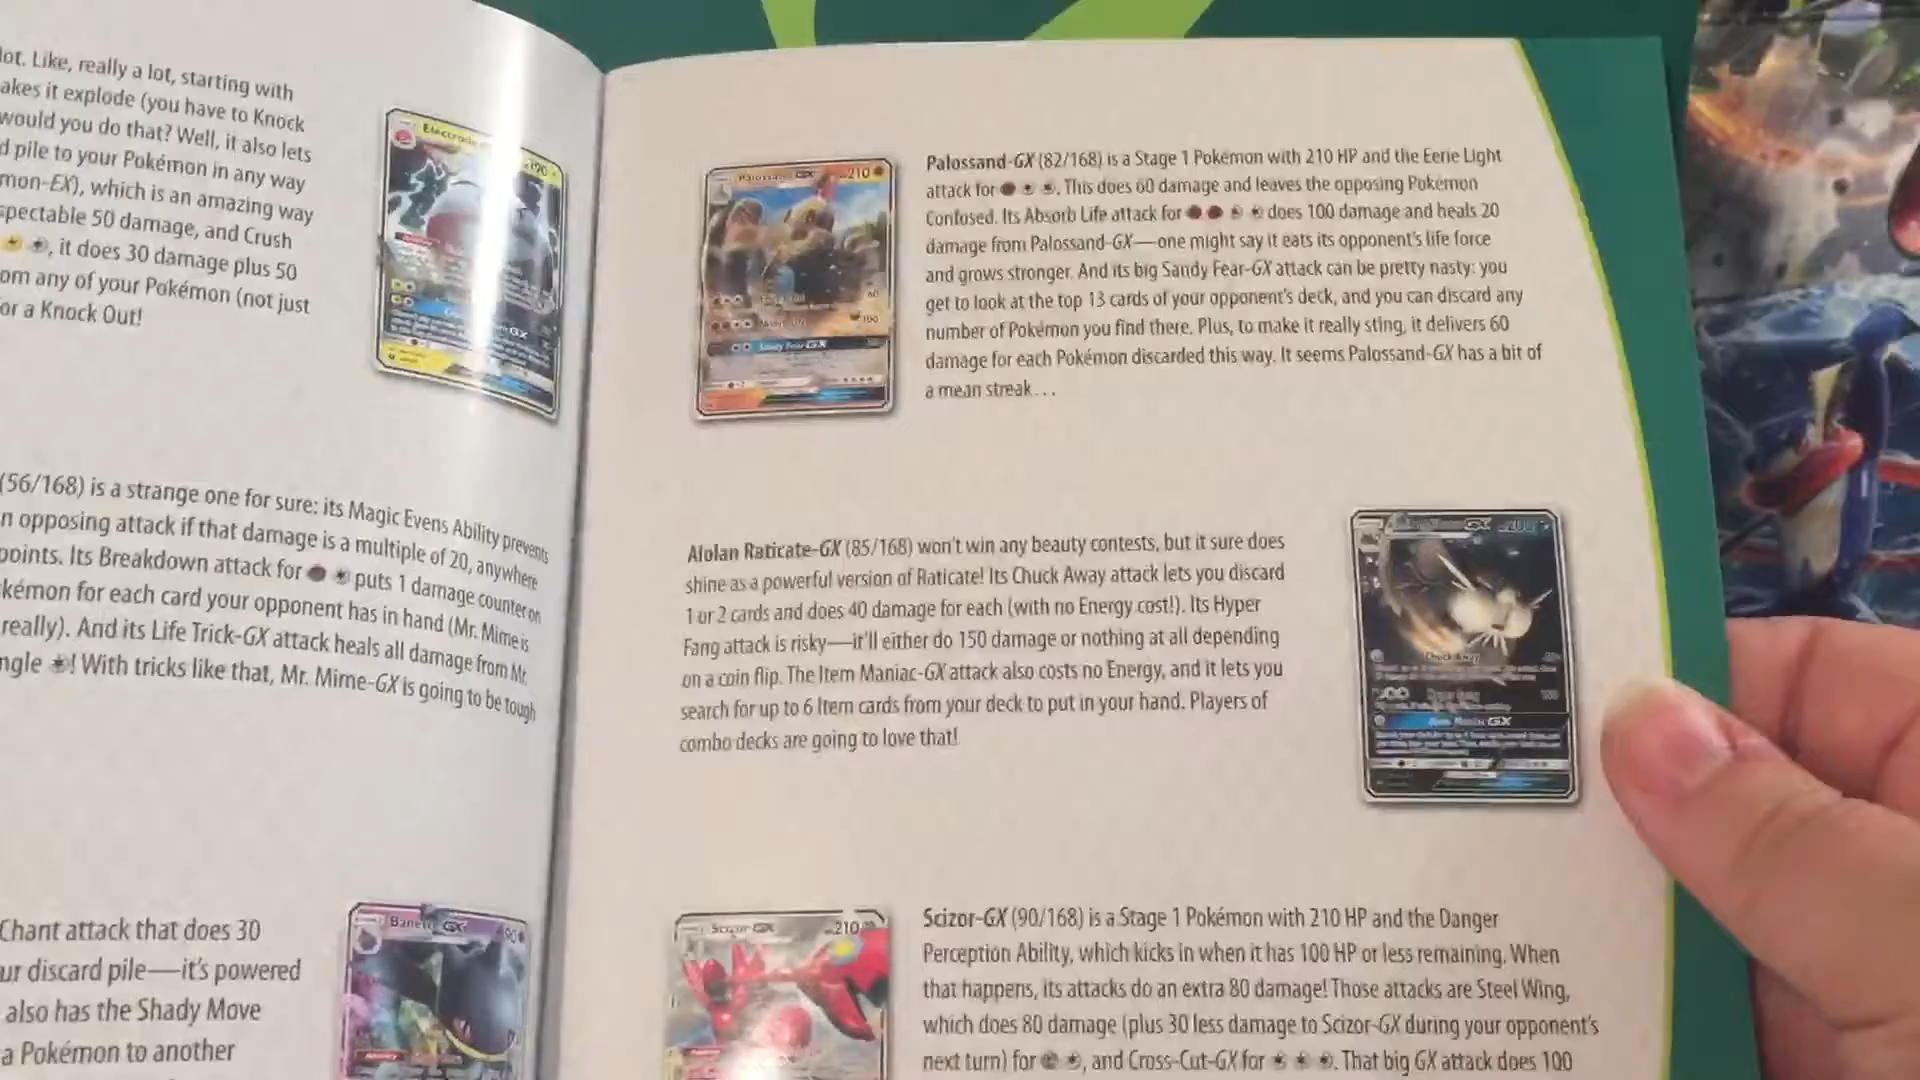 lot. Like, really a lot, starting with
akes it explode (you have to Knock
would you do that? Well, it also lets
d pile to your Pokémon in any way
mon-EX), which is an amazing way
spectable 50 damage, and Crush
, it does 30 damage plus 50
om any of your Pokémon (not just
or a Knock Out!
(56/168) is a strange one for sure: its Magic Evens Ability prevents
n opposing attack if that damage is a multiple of 20, anywhere
points. Its Breakdown attack for puts 1 damage counter on
kémon for each card your opponent has in hand (Mr. Mime is
really). And its Life Trick-GX attack heals all damage from Mr.
ngle ! With tricks like that, Mr. Mime-GX is going to be tough
Chant attack that does 30
ur discard pile—it's powered
also has the Shady Move
a Pokémon to another
Banette GX
Palossand GX 210
60
100
Sandy Fear GX
Palossand-GX (82/168) is a Stage 1 Pokémon with 210 HP and the Eerie Light
attack for . This does 60 damage and leaves the opposing Pokémon
Confused. Its Absorb Life attack for does 100 damage and heals 20
damage from Palossand-GX—one might say it eats its opponent's life force
and grows stronger. And its big Sandy Fear-GX attack can be pretty nasty: you
get to look at the top 13 cards of your opponent's deck, and you can discard any
number of Pokémon you find there. Plus, to make it really sting, it delivers 60
damage for each Pokémon discarded this way. It seems Palossand-GX has a bit of
a mean streak...
Alolan Raticate-GX (85/168) won't win any beauty contests, but it sure does
shine as a powerful version of Raticate! Its Chuck Away attack lets you discard
1 or 2 cards and does 40 damage for each (with no Energy cost!). Its Hyper
Fang attack is risky—it'll either do 150 damage or nothing at all depending
on a coin flip. The Item Maniac-GX attack also costs no Energy, and it lets you
search for up to 6 Item cards from your deck to put in your hand. Players of
combo decks are going to love that!
Chuck Away
Item Maniac GX
Scizor GX 210
Scizor-GX (90/168) is a Stage 1 Pokémon with 210 HP and the Danger
Perception Ability, which kicks in when it has 100 HP or less remaining. When
that happens, its attacks do an extra 80 damage! Those attacks are Steel Wing,
which does 80 damage (plus 30 less damage to Scizor-GX during your opponent's
next turn) for , and Cross-Cut-GX for . That big GX attack does 100